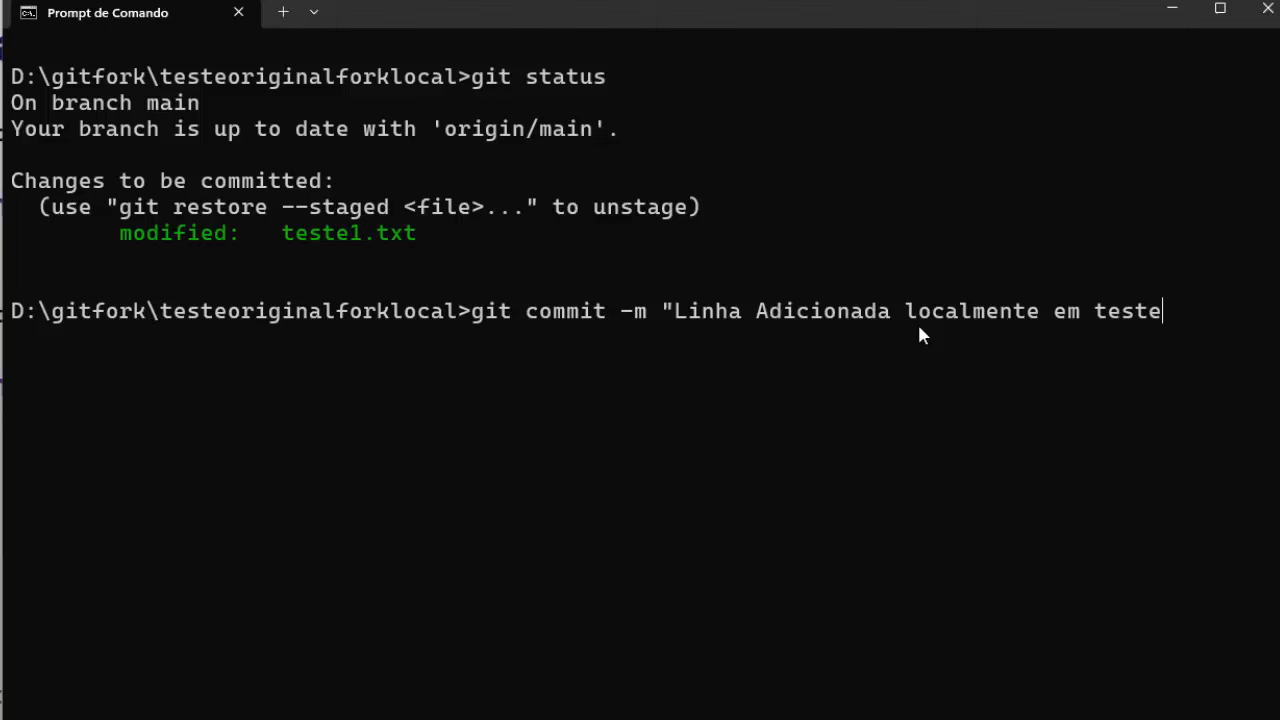 Prompt de Comando
D:\gitfork\testeoriginalforklocal>git status
On branch main
Your branch is up to date with 'origin/main'.
Changes to be committed:
  (use "git restore --staged <file>..." to unstage)
        modified:   teste1.txt
D:\gitfork\testeoriginalforklocal>git commit -m "Linha Adicionada localmente em teste